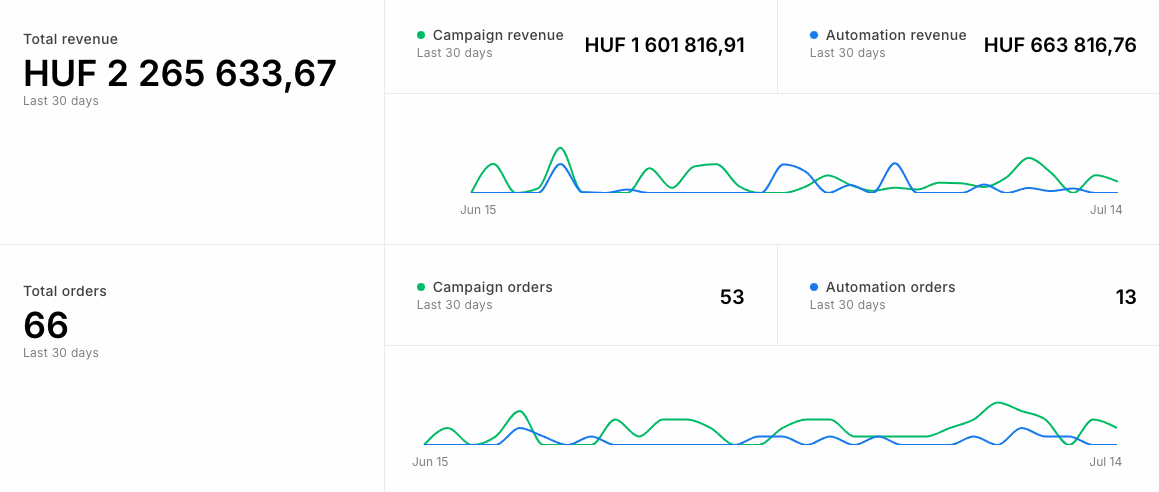 Total revenue
HUF 2 265 633,67
Last 30 days
Campaign revenue
Last 30 days
HUF 1 601 816,91
Automation revenue
Last 30 days
HUF 663 816,76
Jun 15
Jul 14
Total orders
66
Last 30 days
Campaign orders
Last 30 days
53
Automation orders
Last 30 days
13
Jun 15
Jul 14